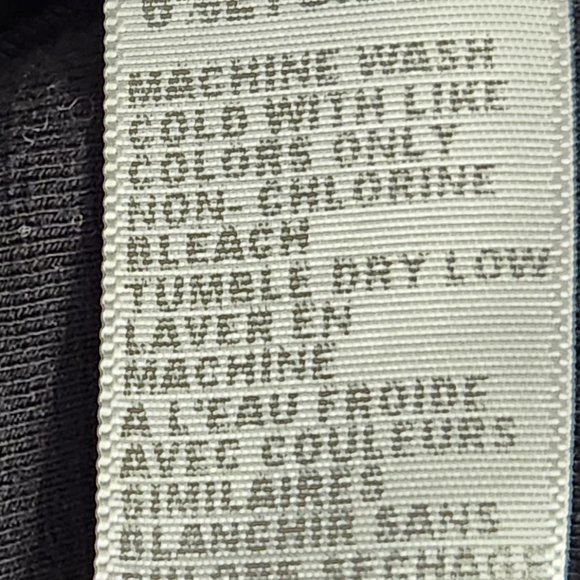 MACHINE WASH
COLD WITH LIKE
COLORS ONLY
NON-CHLORINE
BLEACH
TUMBLE DRY LOW
LAVER EN
MACHINE
A L'EAU FROIDE
AVEC COULEURS
SIMILAIRES
BLANCHIR SANS